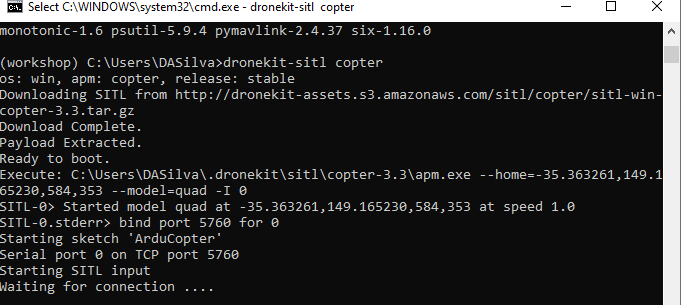 Select C:\WINDOWS\system32\cmd.exe - dronekit-sitl  copter
monotonic-1.6 psutil-5.9.4 pymavlink-2.4.37 six-1.16.0
(workshop) C:\Users\DASilva>dronekit-sitl copter
os: win, apm: copter, release: stable
Downloading SITL from http://dronekit-assets.s3.amazonaws.com/sitl/copter/sitl-win-
copter-3.3.tar.gz
Download Complete.
Payload Extracted.
Ready to boot.
Execute: C:\Users\DASilva\.dronekit\sitl\copter-3.3\apm.exe --home=-35.363261,149.1
65230,584,353 --model=quad -I 0
SITL-0> Started model quad at -35.363261,149.165230,584,353 at speed 1.0
SITL-0.stderr> bind port 5760 for 0
Starting sketch 'ArduCopter'
Serial port 0 on TCP port 5760
Starting SITL input
Waiting for connection ....